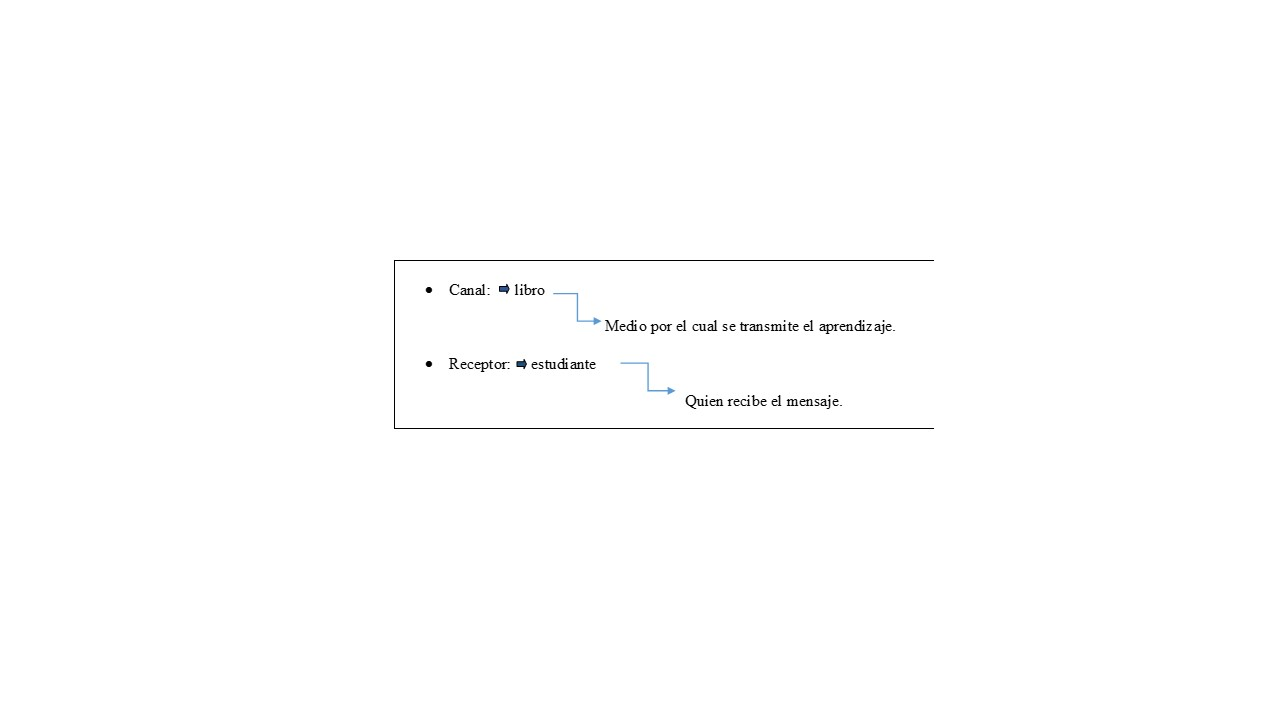 • Canal: ➡ libro
Medio por el cual se transmite el aprendizaje.
• Receptor: ➡ estudiante
Quien recibe el mensaje.